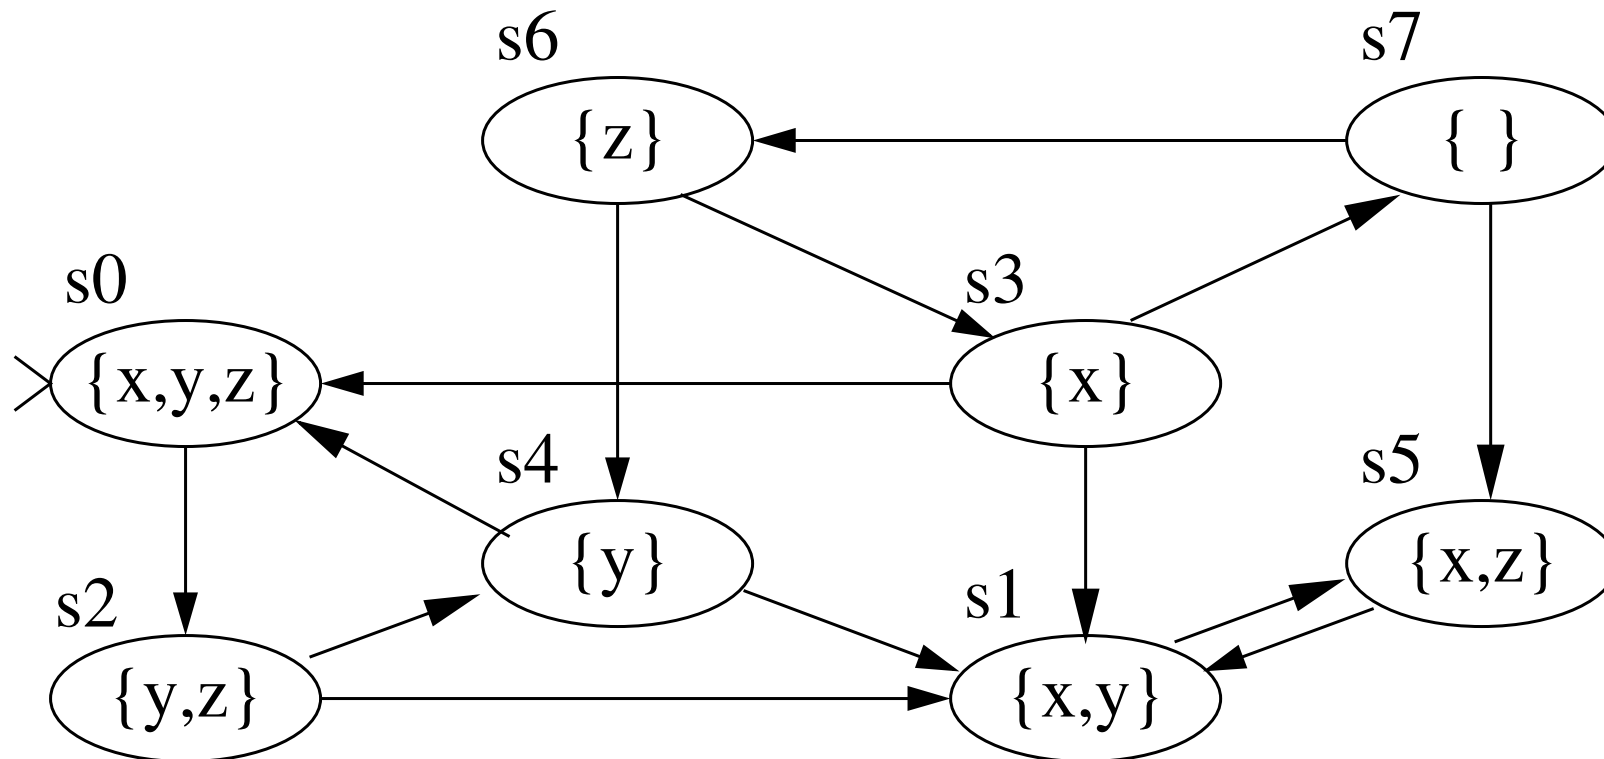 s6
s7
{z}
{ }
s0
s3
{x,y,z}
{x}
s4
s5
{y}
{x,z}
s2
s1
{y,z}
{x,y}